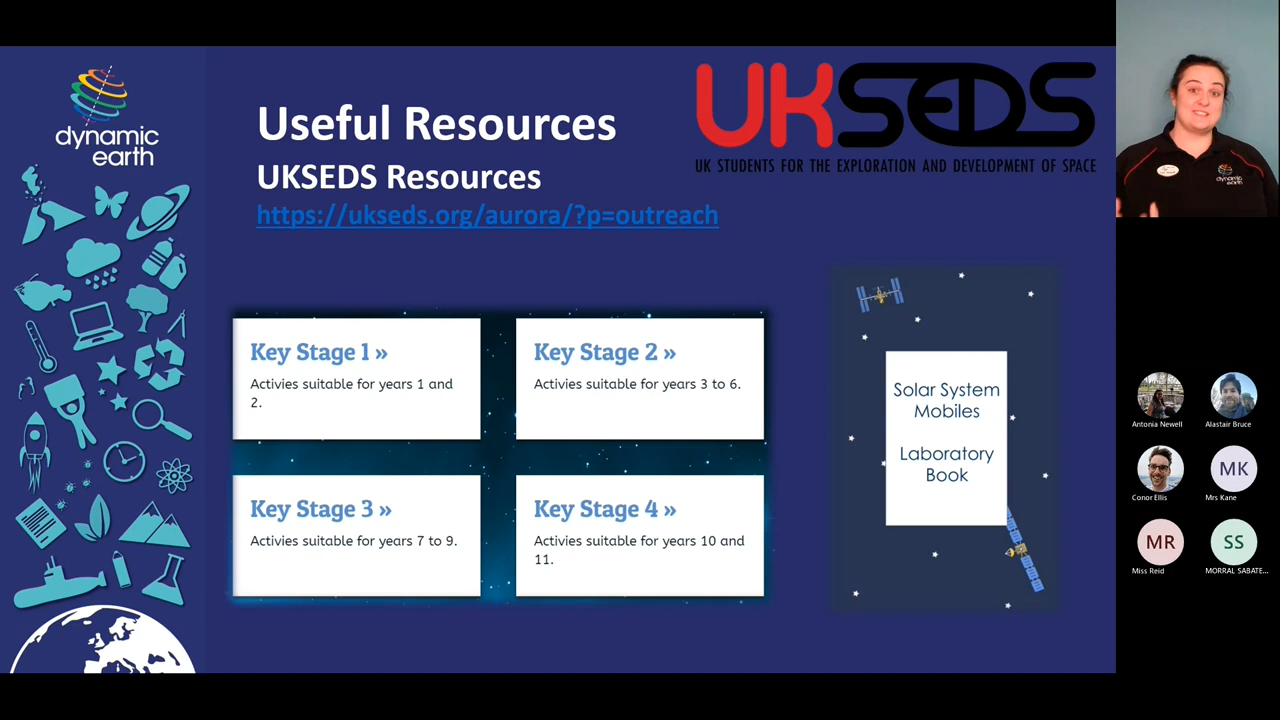 dynamic
earth
Useful Resources
UKSEDS Resources
https://ukseds.org/aurora/?p=outreach
UKSEDS
UK STUDENTS FOR THE EXPLORATION AND DEVELOPMENT OF SPACE
Key Stage 1 »
Activies suitable for years 1 and
2.
Key Stage 2 »
Activies suitable for years 3 to 6.
Key Stage 3 »
Activies suitable for years 7 to 9.
Key Stage 4 »
Activies suitable for years 10 and
11.
Solar System
Mobiles
Laboratory
Book
dynamic
earth
Antonia Newell
Alastair Bruce
Conor Ellis
MK
Mrs Kane
MR
Miss Reid
SS
MORRAL SABATE...